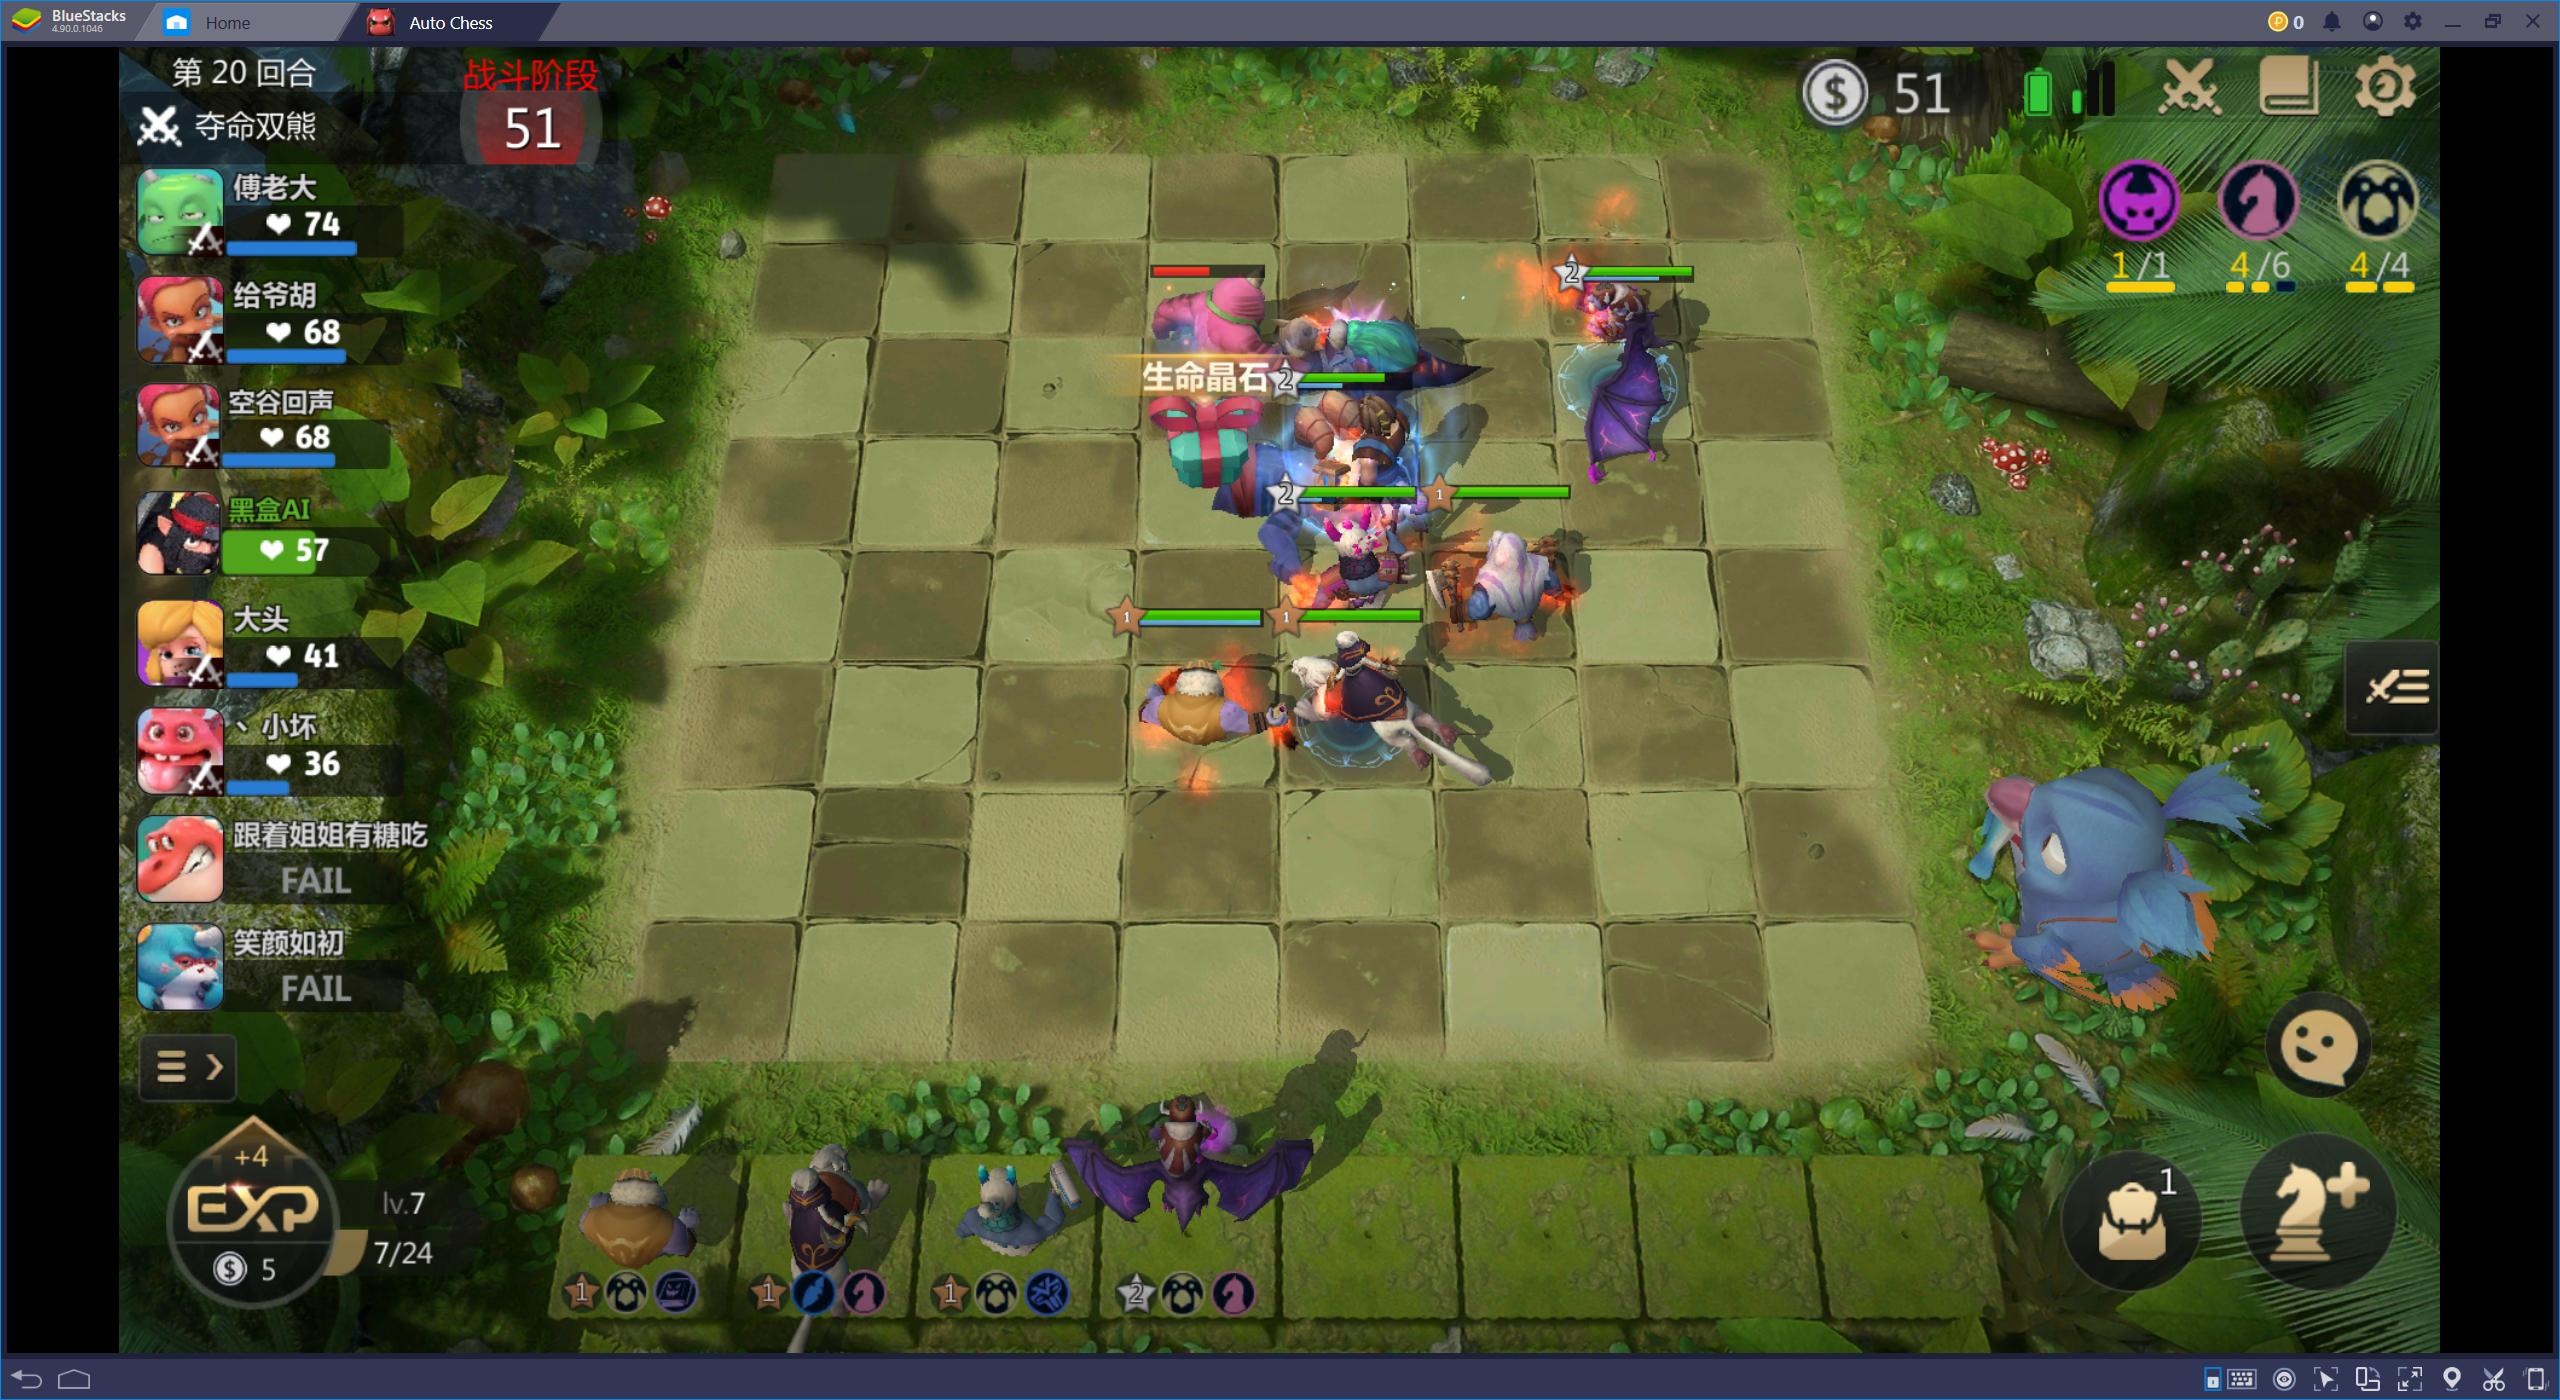 BlueStacks
4.90.0.1046
Home
Auto Chess
0
第 20 回合
战斗阶段
夺命双熊
51
51
傅老大
74
给爷胡
68
空谷回声
68
黑盒AI
57
大头
41
丶小坏
36
跟着姐姐有糖吃
FAIL
笑颜如初
FAIL
1/1
4/6
4/4
2
生命晶石
2
2
1
1
1
+4
EXP
5
lv.7
7/24
1
1
1
2
1